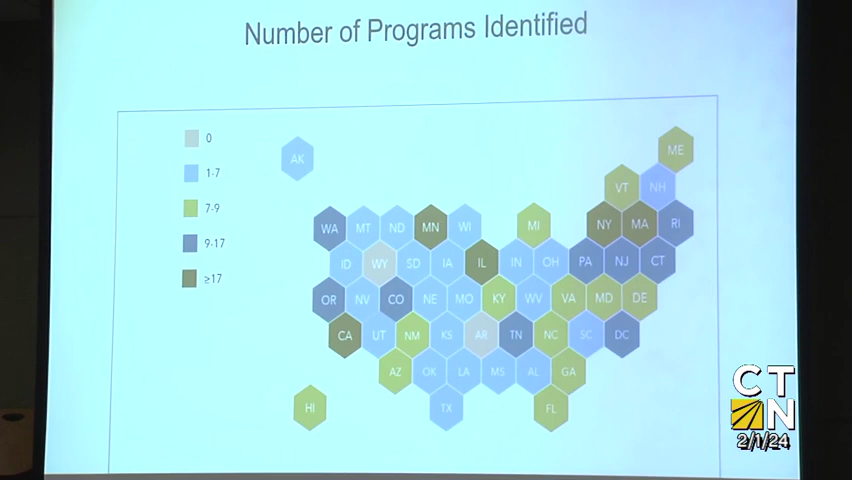 Number of Programs Identified
0
1-7
7-9
9-17
≥17
AK
ME
VT NH
WA MT ND MN WI MI NY MA RI
ID WY SD IA IL IN OH PA NJ CT
OR NV CO NE MO KY WV VA MD DE
CA UT NM KS AR TN NC SC DC
AZ OK LA MS AL GA
HI TX FL
CT
N
2/1/24